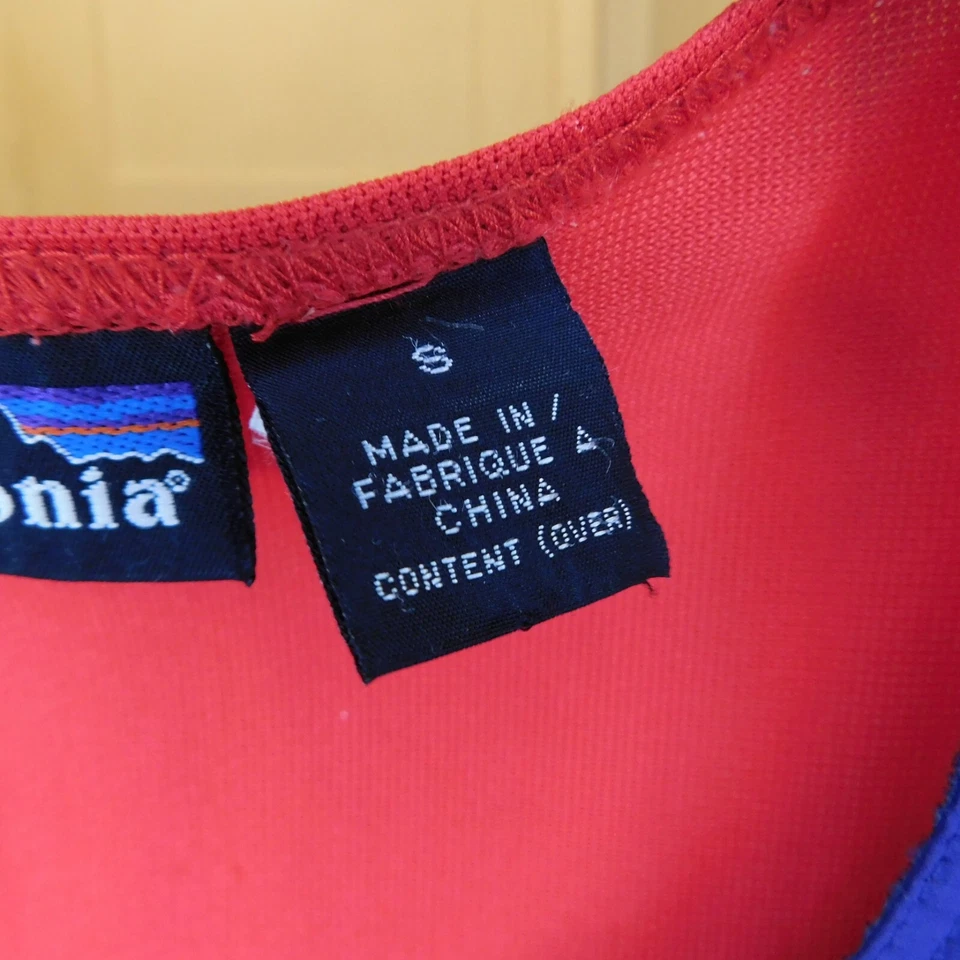 onia®
S
MADE IN /
FABRIQUE A
CHINA
CONTENT (OVER)